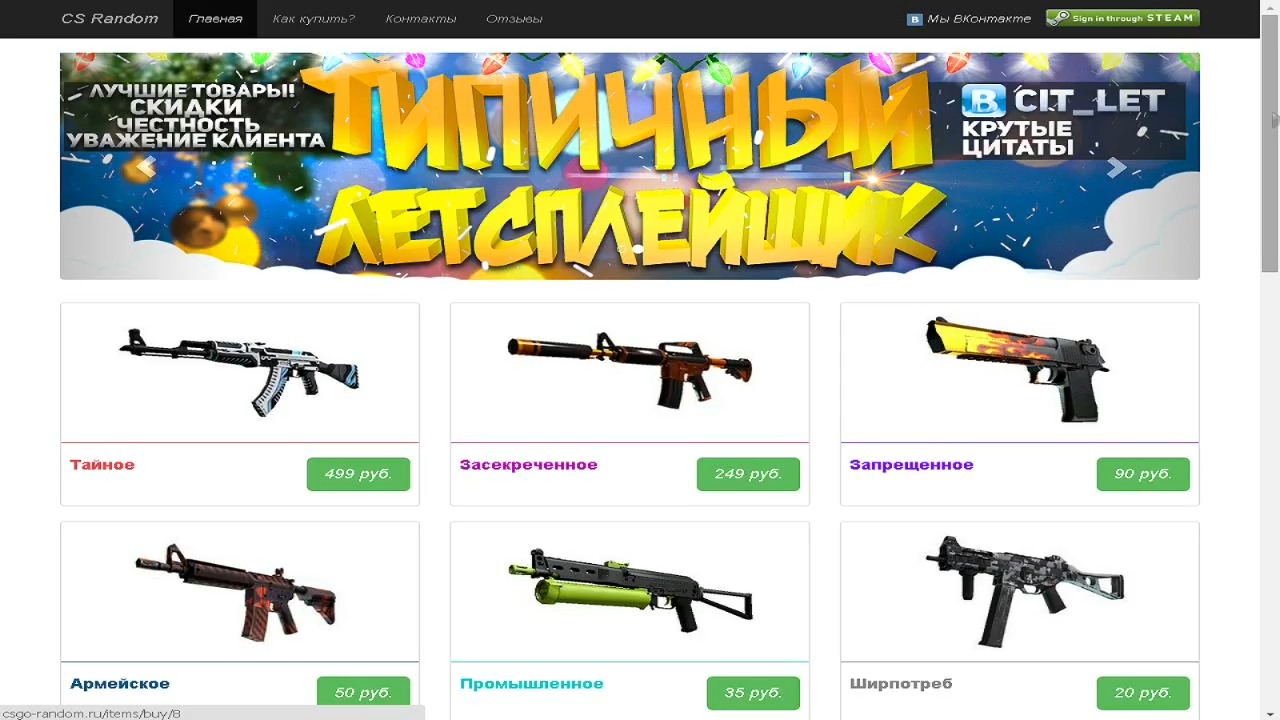 CS Random
Главная
Как купить?
Контакты
Отзывы
Мы ВКонтакте
Sign in through STEAM
ЛУЧШИЕ ТОВАРЫ!
СКИДКИ
ЧЕСТНОСТЬ
УВАЖЕНИЕ КЛИЕНТА
ТИПИЧНЫЙ
ЛЕТСПЛЕЙЩИК
В CIT_LET
КРУТЫЕ
ЦИТАТЫ
Тайное
499 руб.
Засекреченное
249 руб.
Запрещенное
90 руб.
Армейское
50 руб.
Промышленное
35 руб.
Ширпотреб
20 руб.
csgo-random.ru/items/buy/8